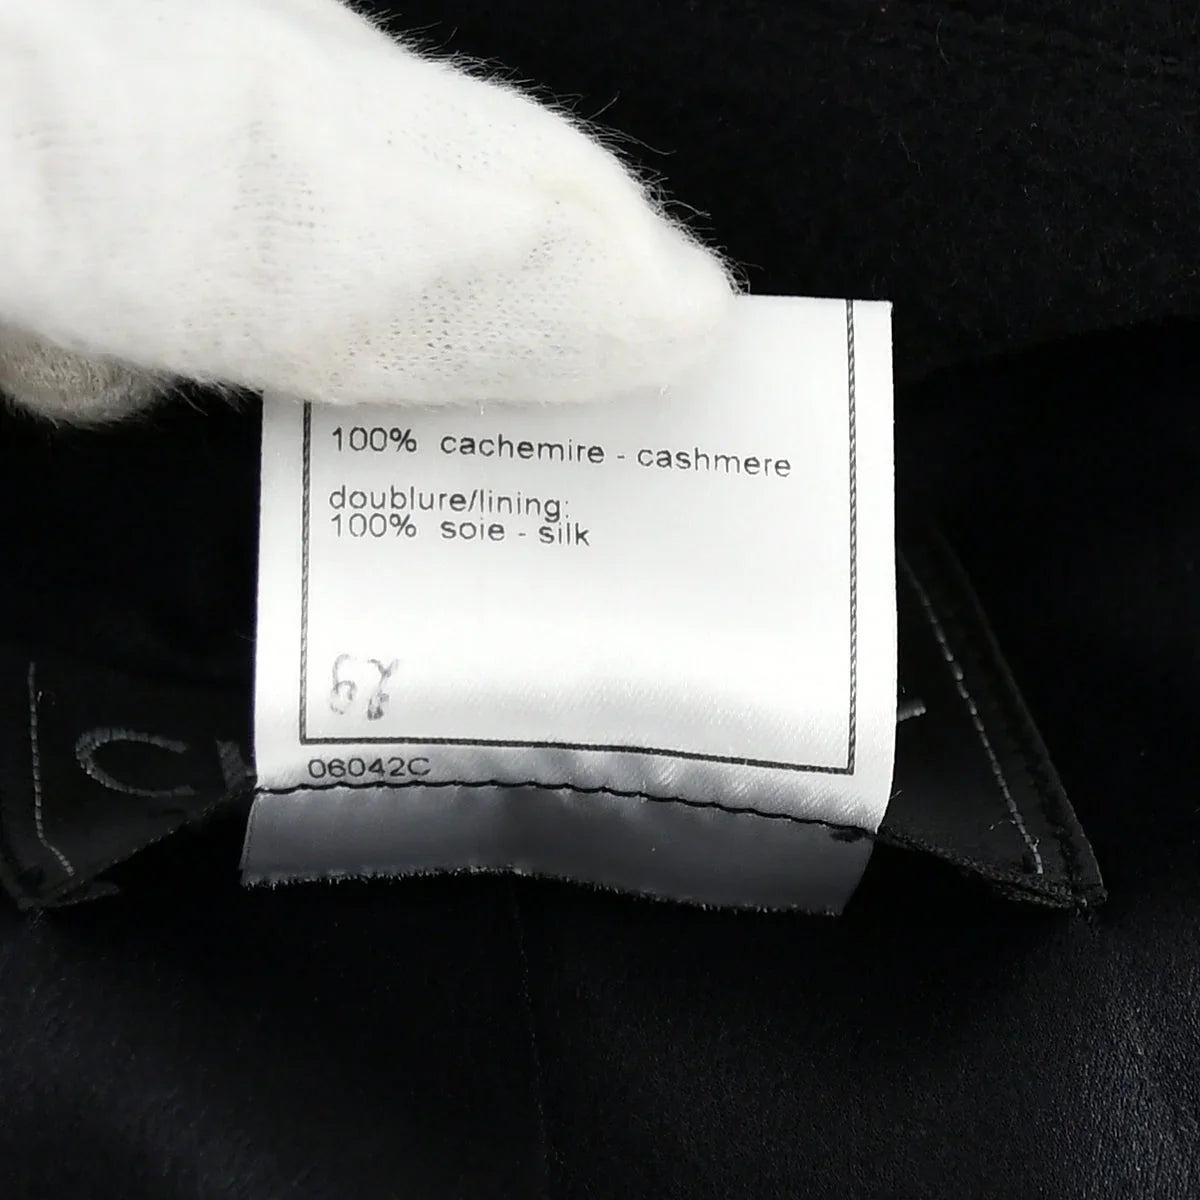 100% cachemire - cashmere
doublure/lining:
100% soie - silk
06042C